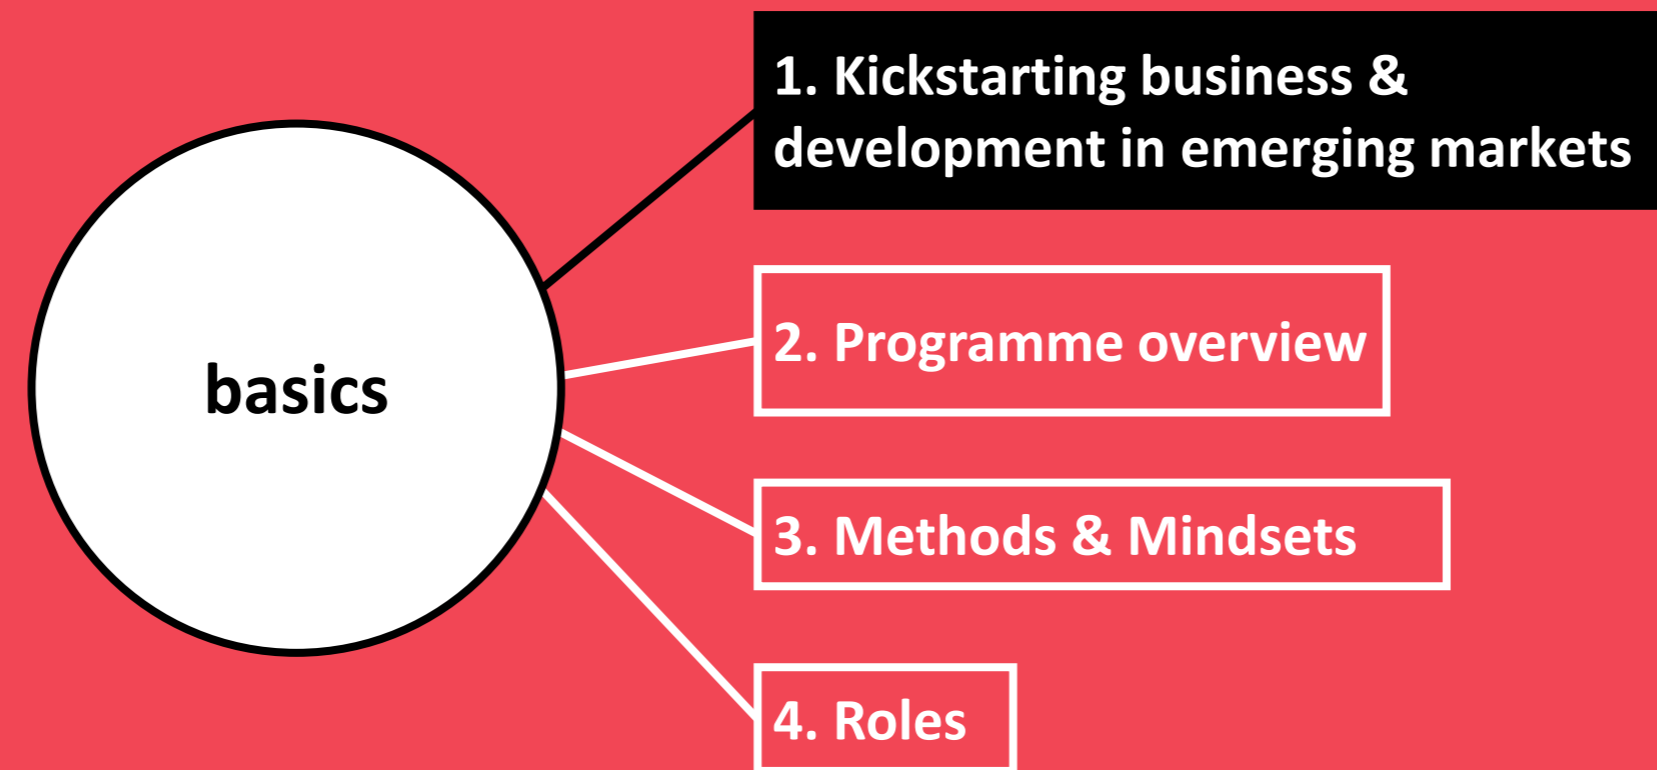 basics
1. Kickstarting business &
development in emerging markets
2. Programme overview
3. Methods & Mindsets
4. Roles